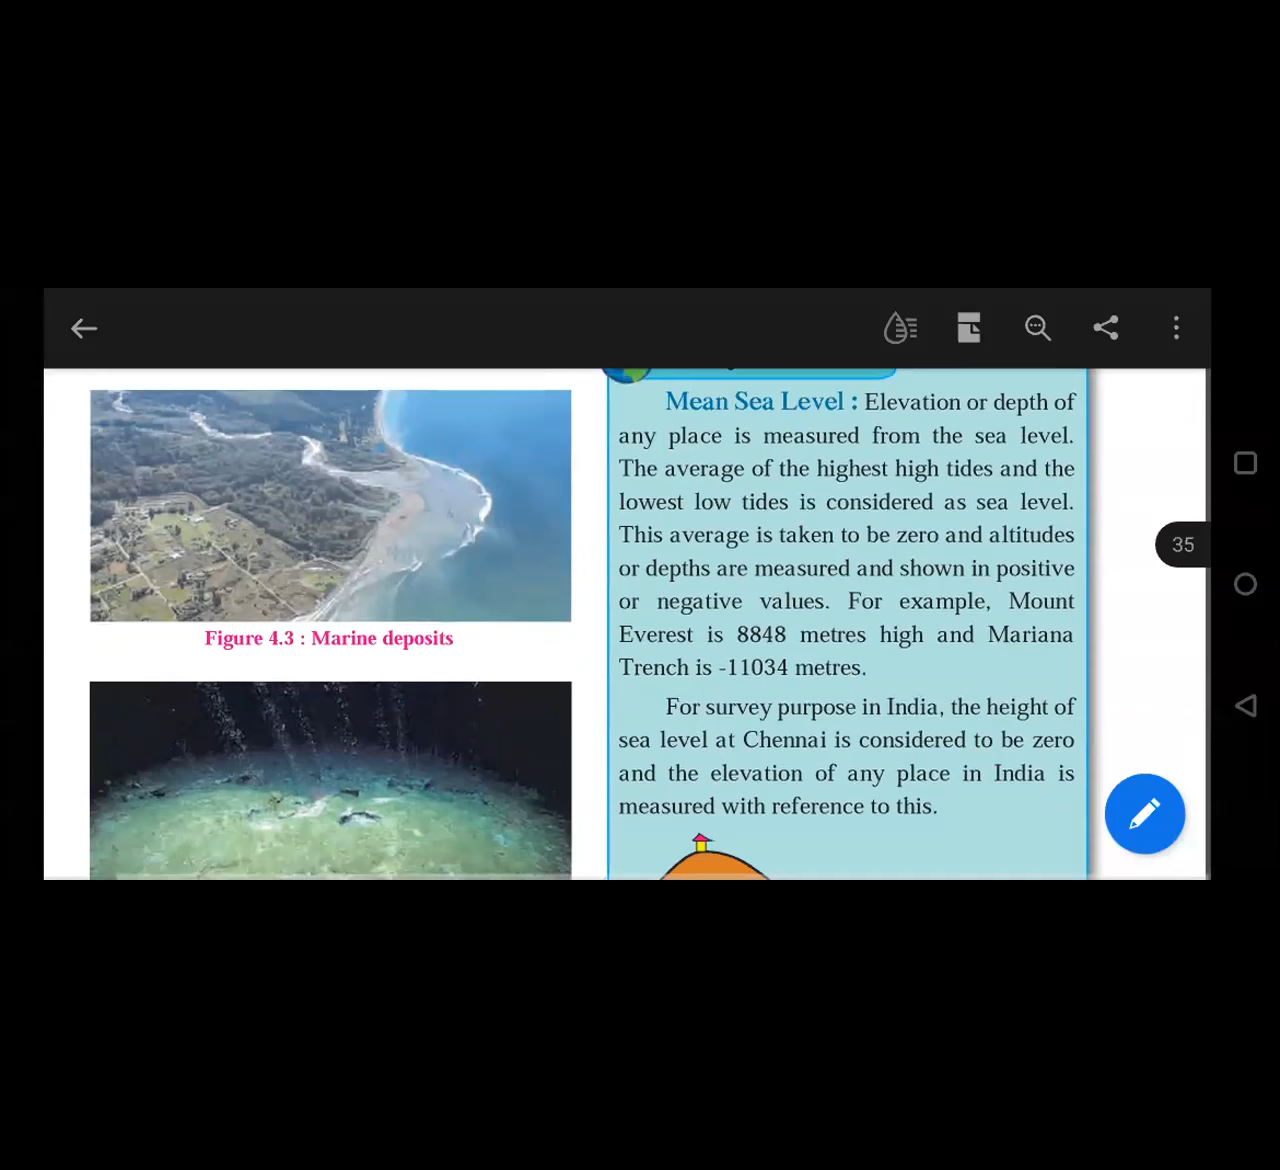 Mean Sea Level : Elevation or depth of
any place is measured from the sea level.
The average of the highest high tides and the
lowest low tides is considered as sea level.
This average is taken to be zero and altitudes
or depths are measured and shown in positive
or negative values. For example, Mount
Everest is 8848 metres high and Mariana
Trench is -11034 metres.
For survey purpose in India, the height of
sea level at Chennai is considered to be zero
and the elevation of any place in India is
measured with reference to this.
Figure 4.3 : Marine deposits
35